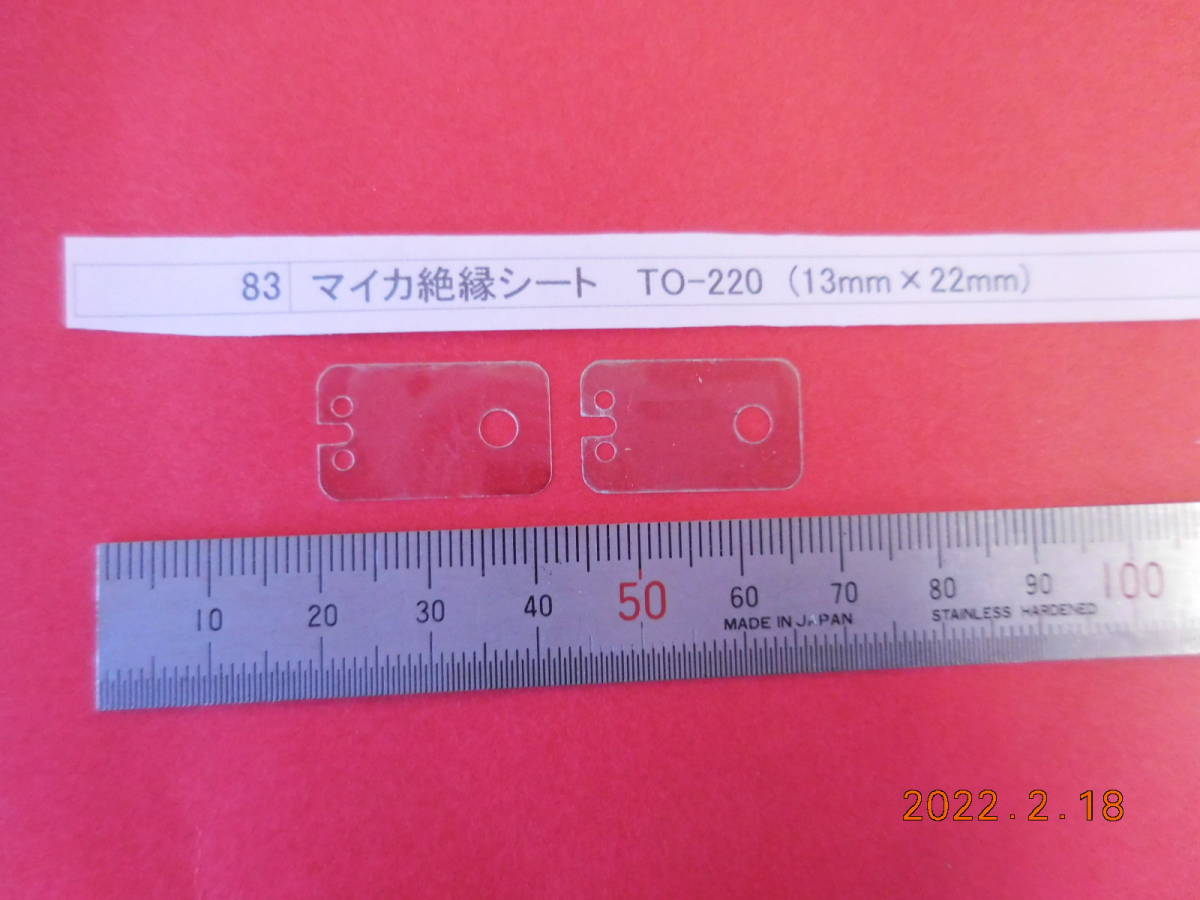 83 マイカ絶縁シート　TO-220（13mm×22mm）
10 20 30 40 50 60 70 80 90 100
MADE IN JAPAN STAINLESS HARDENED
2022.2.18